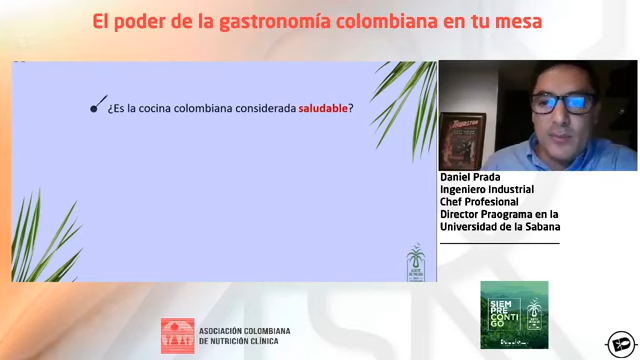 El poder de la gastronomía colombiana en tu mesa
¿Es la cocina colombiana considerada saludable?
Daniel Prada
Ingeniero Industrial
Chef Profesional
Director Praograma en la
Universidad de la Sabana
SIEM
PRE
CONTI
GO
ASOCIACIÓN COLOMBIANA
DE NUTRICIÓN CLÍNICA